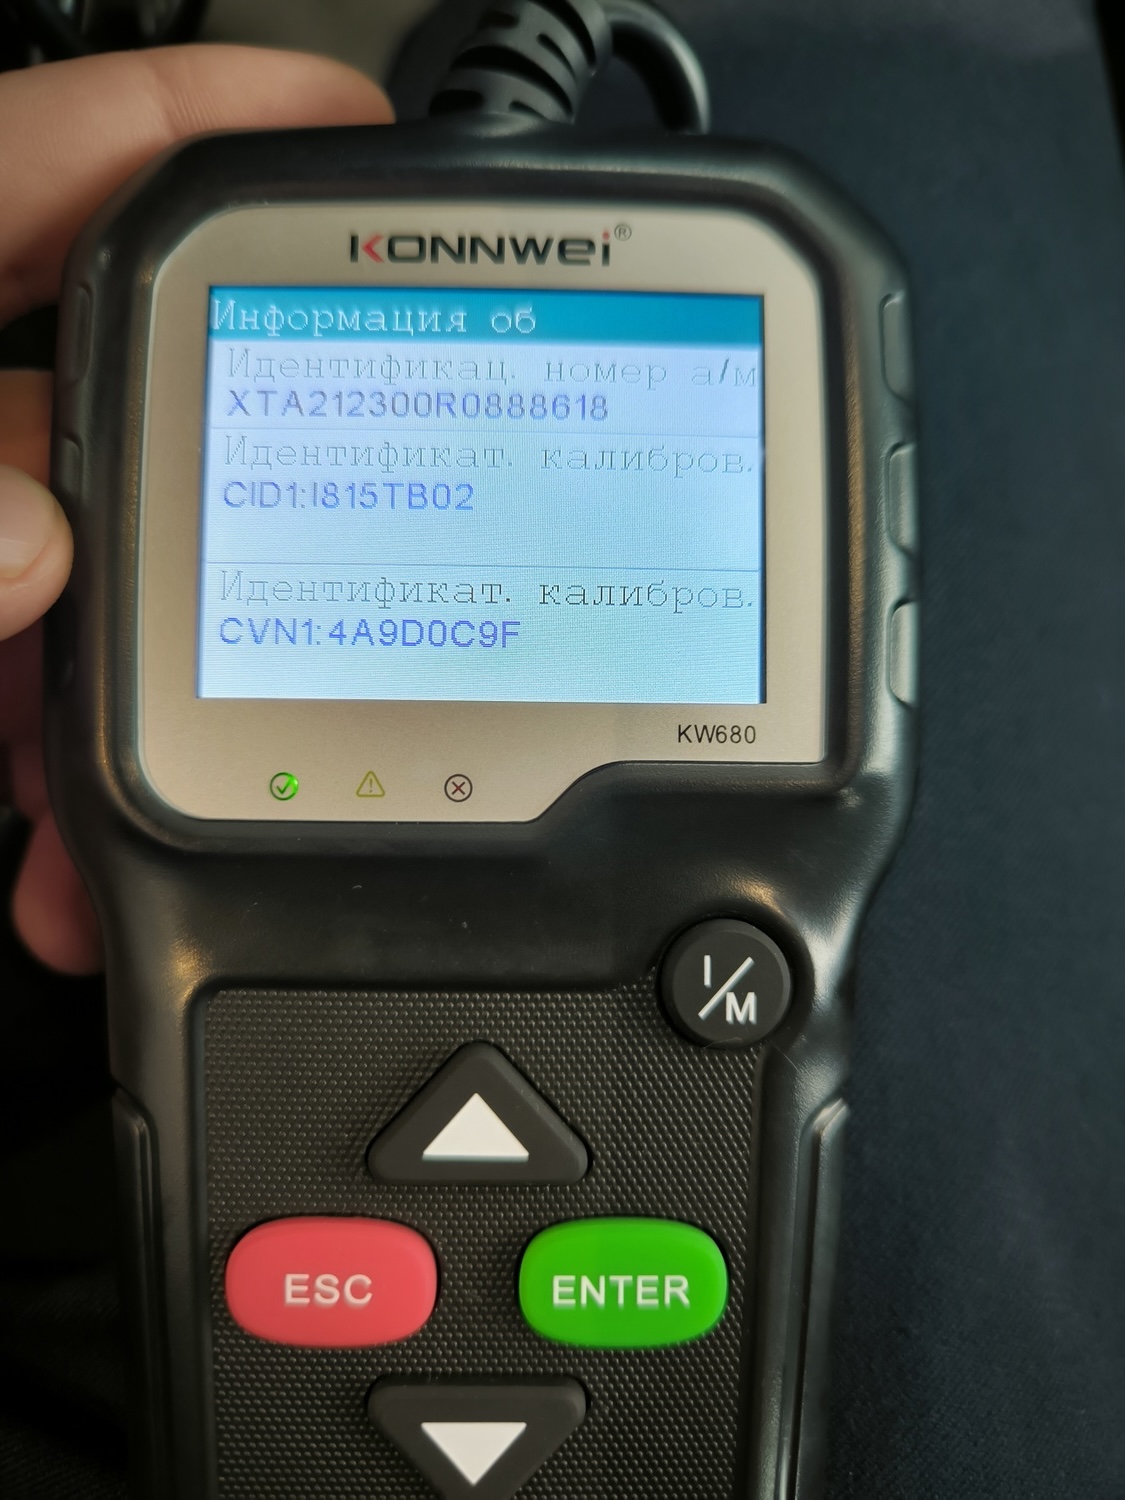 KONNWEI®
Информация об
Идентификац. номер а/м
XTA212300R0888618
Идентификат. калибров.
CID1:I815TB02
Идентификат. калибров.
CVN1:4A9D0C9F
KW680
I/M
ESC
ENTER